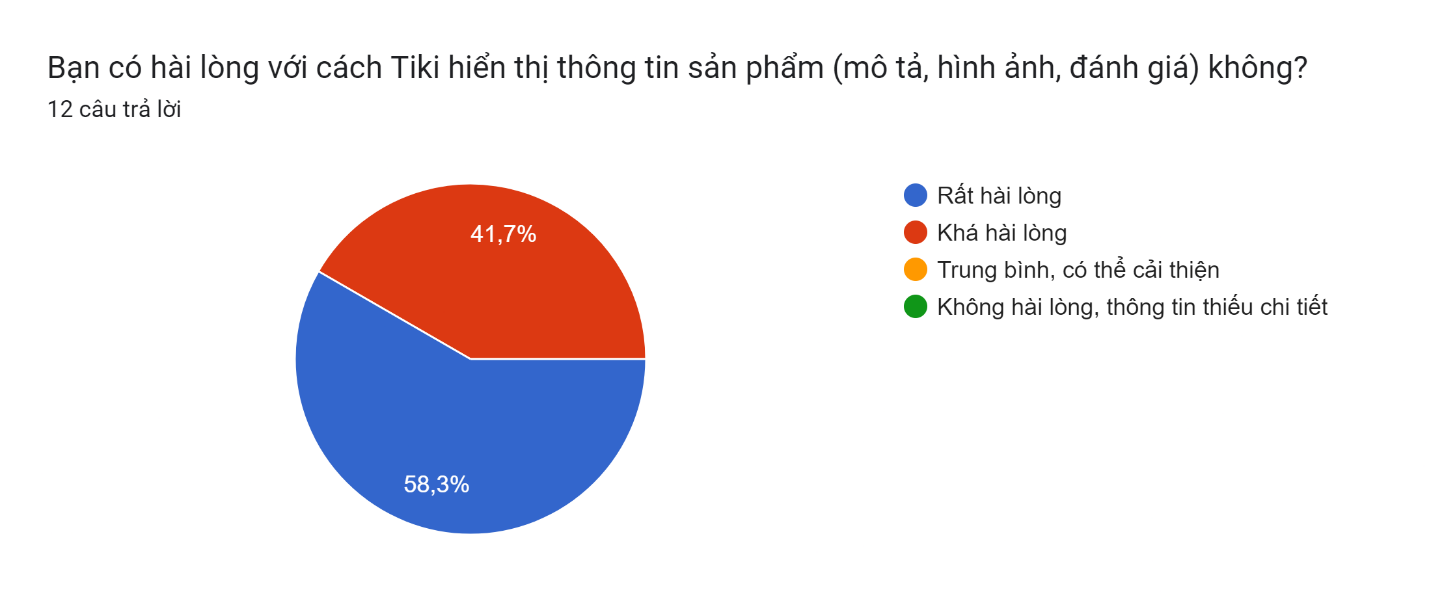 Bạn có hài lòng với cách Tiki hiển thị thông tin sản phẩm (mô tả, hình ảnh, đánh giá) không?
12 câu trả lời
41,7%
58,3%
Rất hài lòng
Khá hài lòng
Trung bình, có thể cải thiện
Không hài lòng, thông tin thiếu chi tiết